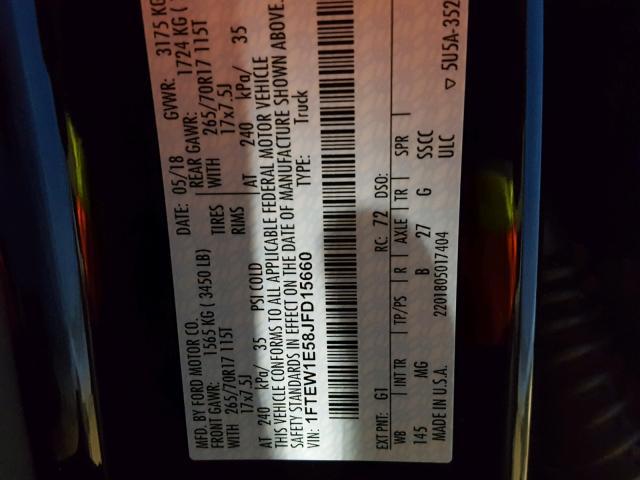 MFD. BY FORD MOTOR CO.
DATE: 05/18 GVWR: 3175 KG
FRONT GAWR: 1565 KG ( 3450 LB) REAR GAWR: 1724 KG (
WITH 265/70R17 115T TIRES WITH 265/70R17 115T
17x7.5J RIMS 17x7.5J
AT 240 kPa/ 35 PSI COLD AT 240 kPa/ 35
THIS VEHICLE CONFORMS TO ALL APPLICABLE FEDERAL MOTOR VEHICLE
SAFETY STANDARDS IN EFFECT ON THE DATE OF MANUFACTURE SHOWN ABOVE.
VIN: 1FTEW1E58JFD15660 Truck
EXT PNT: G1 RC: 72 DSO:
WB INT TR TP/PS R AXLE TR SPR
145 MG B 27 G SSCC
MADE IN U.S.A. 220180501 7404 ULC
▽ 5U5A-352